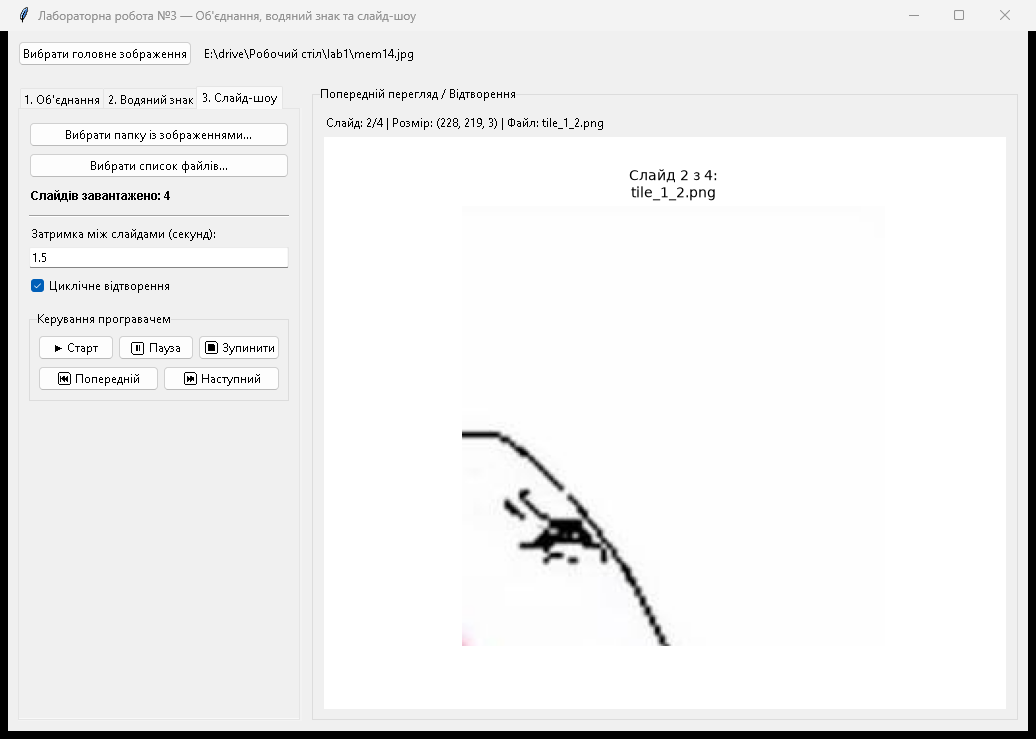 Лабораторна робота №3 — Об'єднання, водяний знак та слайд-шоу
Вибрати головне зображення
E:\drive\Робочий стіл\lab1\mem14.jpg
1. Об'єднання
2. Водяний знак
3. Слайд-шоу
Вибрати папку із зображеннями...
Вибрати список файлів...
Слайдів завантажено: 4
Затримка між слайдами (секунд):
1.5
Циклічне відтворення
Керування програвачем
Старт
Пауза
Зупинити
Попередній
Наступний
Попередній перегляд / Відтворення
Слайд: 2/4 | Розмір: (228, 219, 3) | Файл: tile_1_2.png
Слайд 2 з 4:
tile_1_2.png